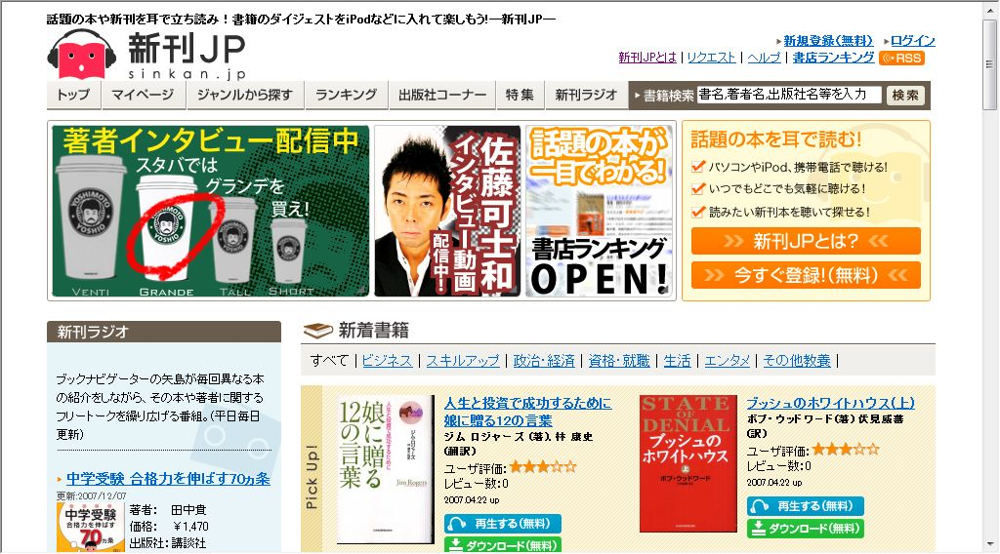 話題の本や新刊を耳で立ち読み！書籍のダイジェストをiPodなどに入れて楽しもう!―新刊JP―
新刊JP
sinkan.jp
新規登録(無料)
ログイン
新刊JPとは | リクエスト | ヘルプ | 書店ランキング
RSS
トップ
マイページ
ジャンルから探す
ランキング
出版社コーナー
特集
新刊ラジオ
書籍検索
書名,著者名,出版社名等を入力
検索
著者インタビュー配信中
スタバでは
グランデを
買え!
YOSHIMOTO
YOSHIO
VENTI
GRANDE
TALL
SHORT
佐藤可士和
インタビュー動画
配信中!
話題の本が
一目でわかる!
書店ランキング
OPEN!
話題の本を耳で読む!
パソコンやiPod、携帯電話で聴ける!
いつでもどこでも気軽に聴ける!
読みたい新刊本を聴いて探せる!
新刊JPとは?
今すぐ登録!(無料)
新刊ラジオ
ブックナビゲーターの矢島が毎回異なる本
の紹介をしながら、その本や著者に関する
フリートークを繰り広げる番組。(平日毎日
更新)
中学受験 合格力を伸ばす70ヵ条
更新:2007/12/07
中学受験
合格力を伸ばす
70ヵ条
著者： 田中貴
価格： ￥1,470
出版社：講談社
新着書籍
すべて | ビジネス | スキルアップ | 政治・経済 | 資格・就職 | 生活 | エンタメ | その他教養 |
Pick Up!
人生と投資で成功するために
娘に贈る
12の言葉
ジム・ロジャーズ
Jim Rogers
人生と投資で成功するために
娘に贈る12の言葉
ジム ロジャーズ (著)、林 康史
(翻訳)
ユーザ評価:★★★☆☆
レビュー数:0
2007.04.22 up
再生する(無料)
ダウンロード(無料)
STATE OF
DENIAL
ブッシュの
ホワイトハウス
上
ボブ・ウッドワード
ブッシュのホワイトハウス(上)
ボブ・ウッドワード(著) 伏見威蕃
(訳)
ユーザ評価:★★★☆☆
レビュー数:0
2007.04.22 up
再生する(無料)
ダウンロード(無料)